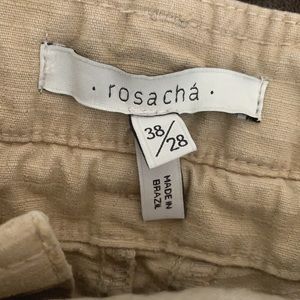 · rosachá ·
38/28
MADE IN
BRAZIL